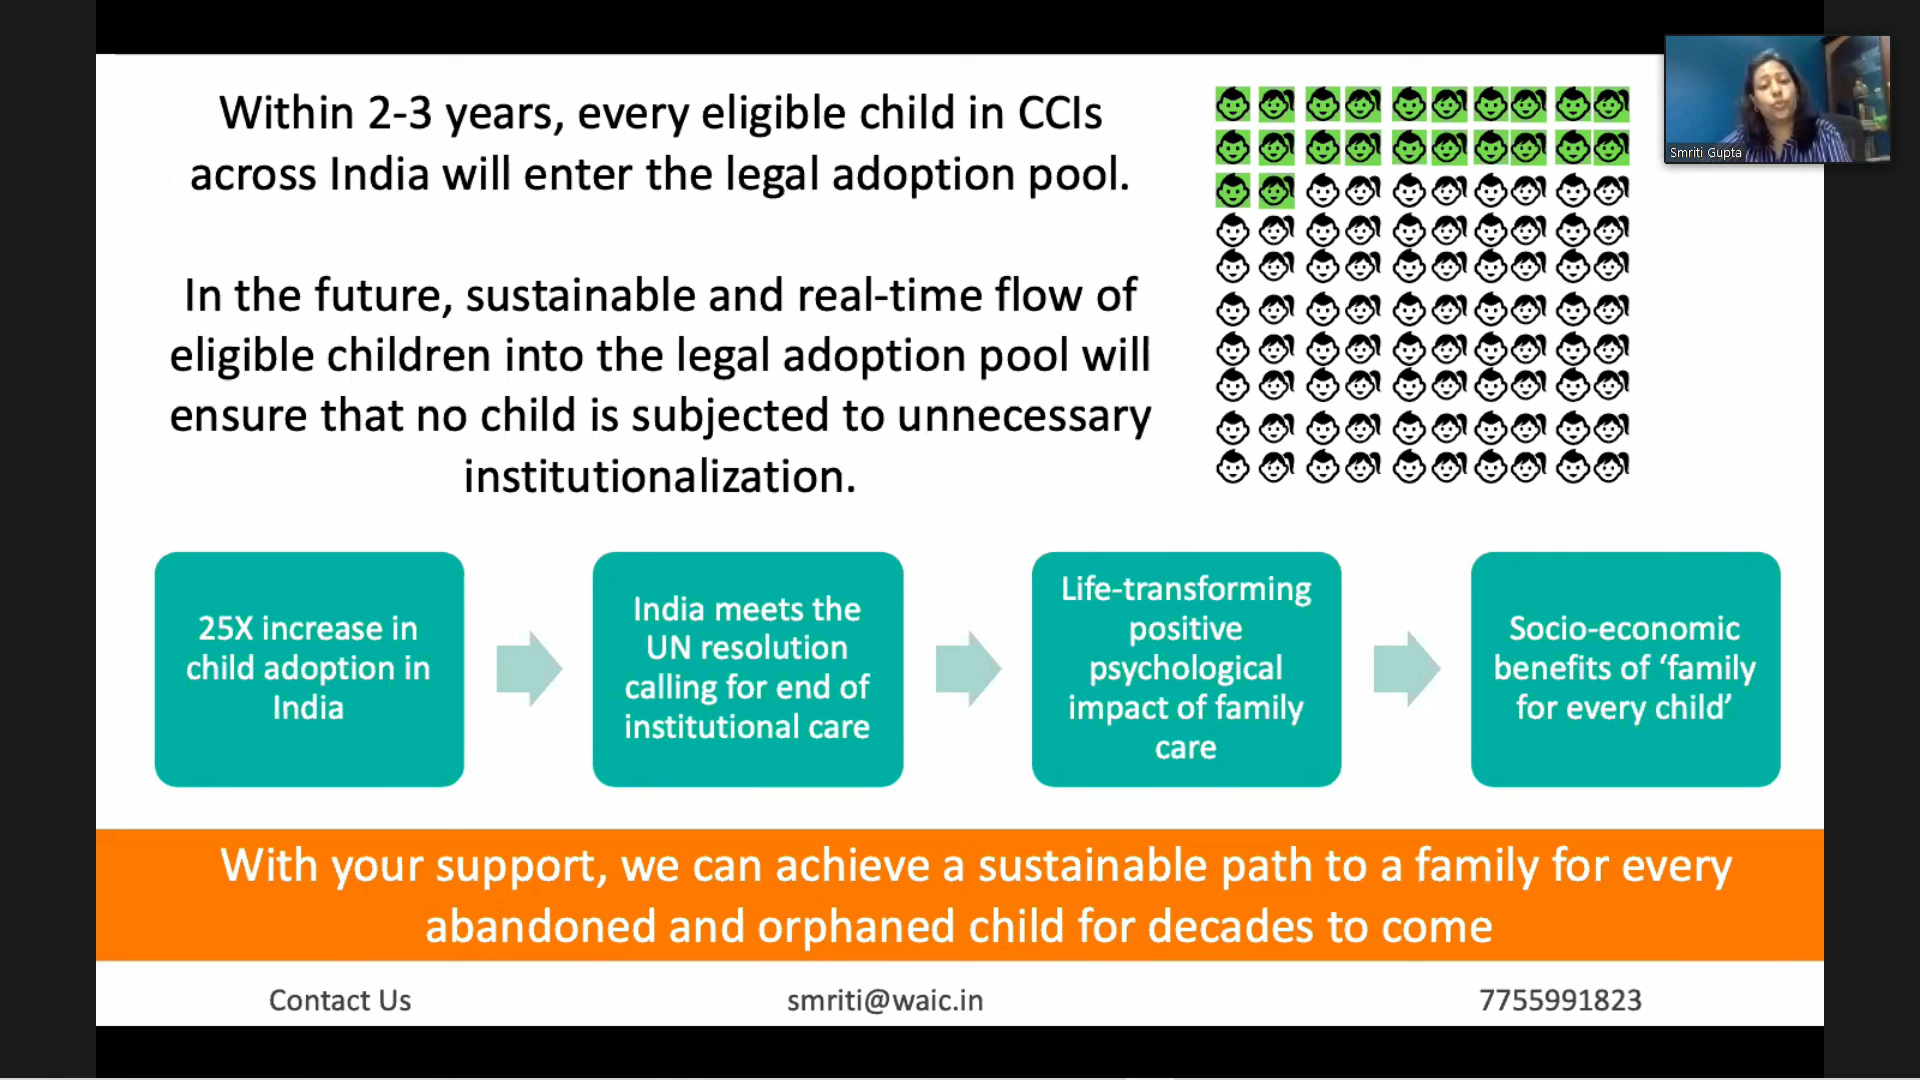 Within 2-3 years, every eligible child in CCIs
across India will enter the legal adoption pool.
In the future, sustainable and real-time flow of
eligible children into the legal adoption pool will
ensure that no child is subjected to unnecessary
institutionalization.
Smriti Gupta
25X increase in
child adoption in
India
India meets the
UN resolution
calling for end of
institutional care
Life-transforming
positive
psychological
impact of family
care
Socio-economic
benefits of ‘family
for every child’
With your support, we can achieve a sustainable path to a family for every
abandoned and orphaned child for decades to come
Contact Us
smriti@waic.in
7755991823